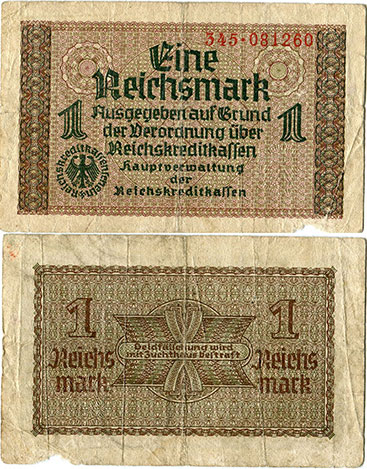 345·081260
Eine
Reichsmark
1 Ausgegeben auf Grund 1
der Verordnung über
Reichskreditkassen
Hauptverwaltung
der
Reichskreditkassen
1 1
Geldfälschung wird
mit Zuchthaus bestraft
Reichs Reichs
mark mark